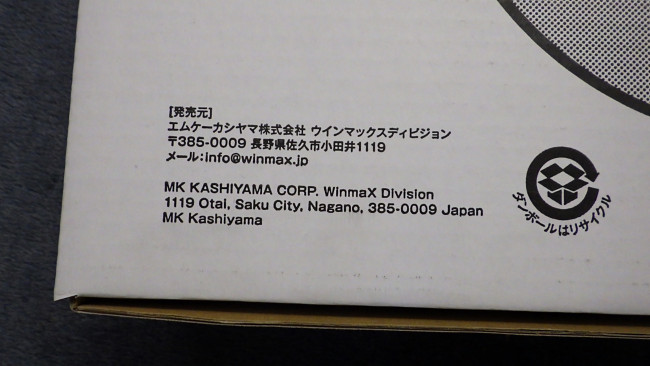 [発売元]
エムケーカシヤマ株式会社 ウインマックスディビジョン
〒385-0009 長野県佐久市小田井1119
メール:info@winmax.jp
MK KASHIYAMA CORP. WinmaX Division
1119 Otai, Saku City, Nagano, 385-0009 Japan
MK Kashiyama
ダンボールはリサイクル